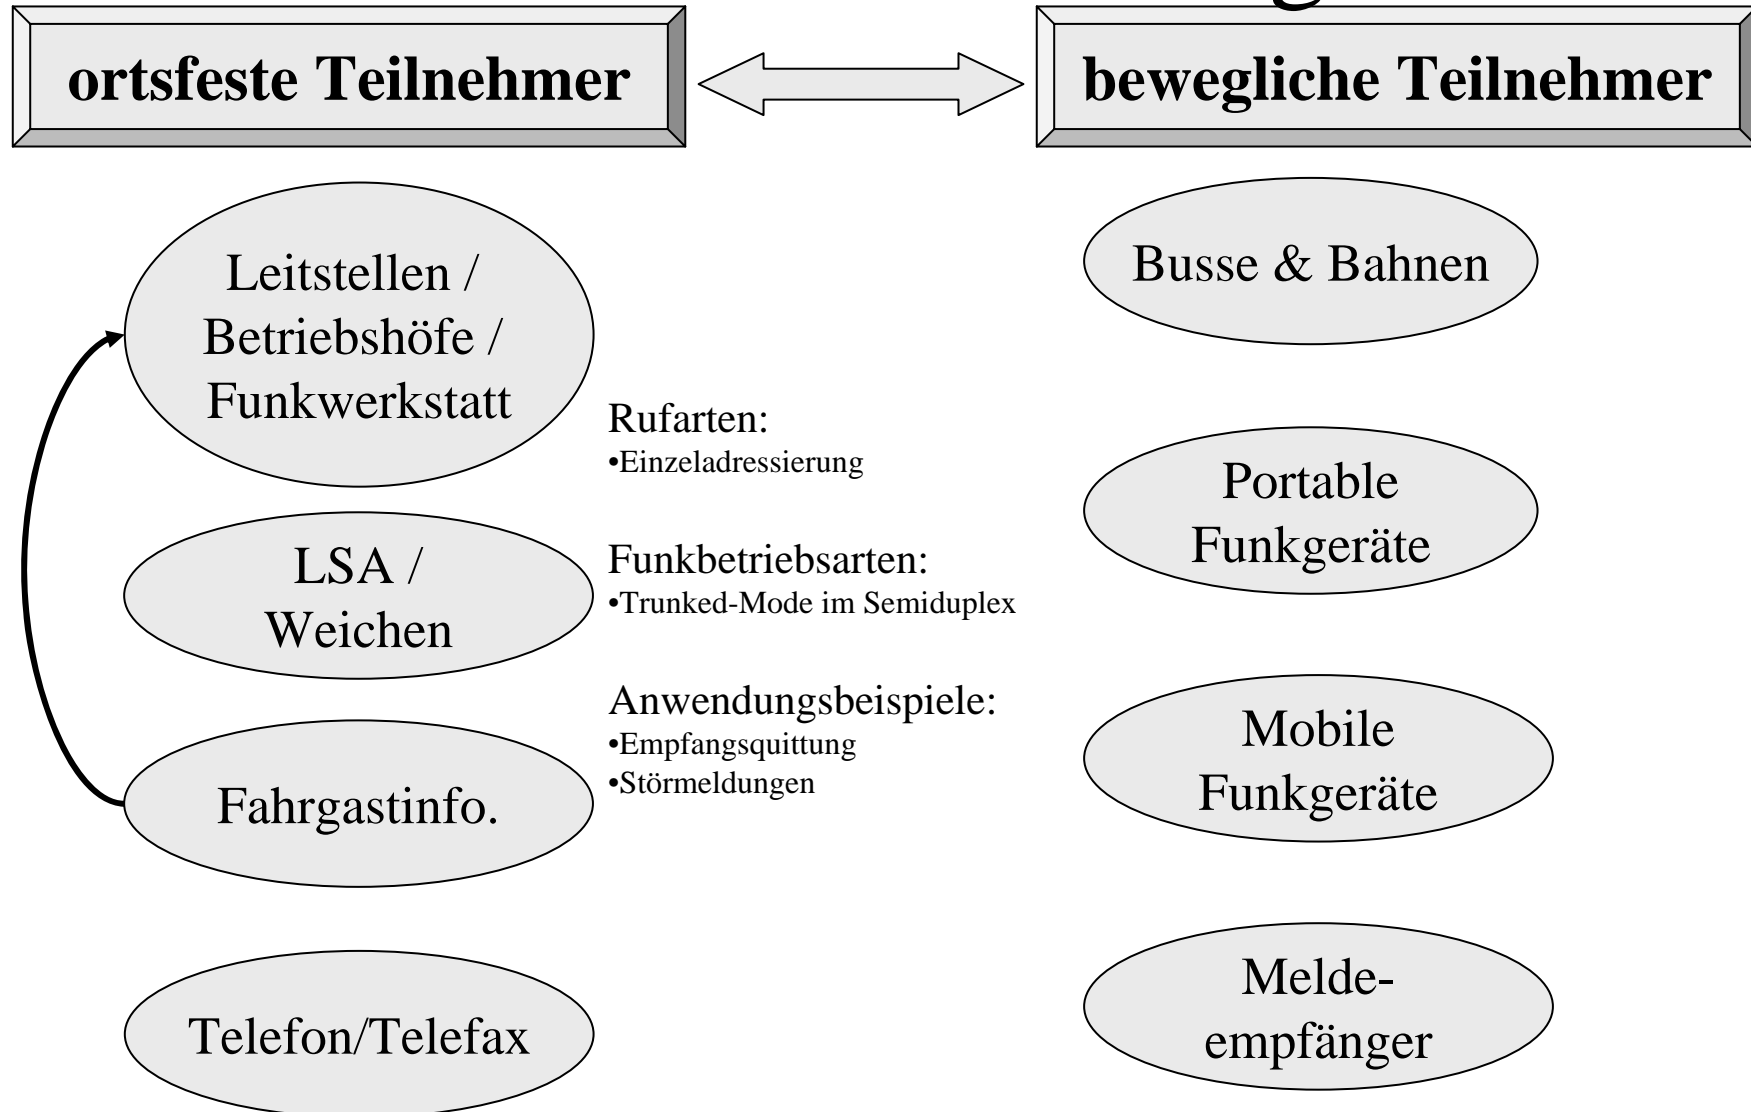 ortsfeste Teilnehmer
bewegliche Teilnehmer
Leitstellen /
Betriebshöfe /
Funkwerkstatt
LSA /
Weichen
Fahrgastinfo.
Telefon/Telefax
Rufarten:
•Einzeladressierung
Funkbetriebsarten:
•Trunked-Mode im Semiduplex
Anwendungsbeispiele:
•Empfangsquittung
•Störmeldungen
Busse & Bahnen
Portable
Funkgeräte
Mobile
Funkgeräte
Melde-
empfänger